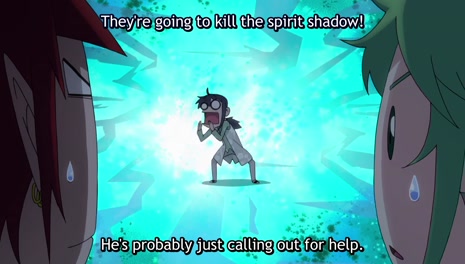 They're going to kill the spirit shadow!
He's probably just calling out for help.